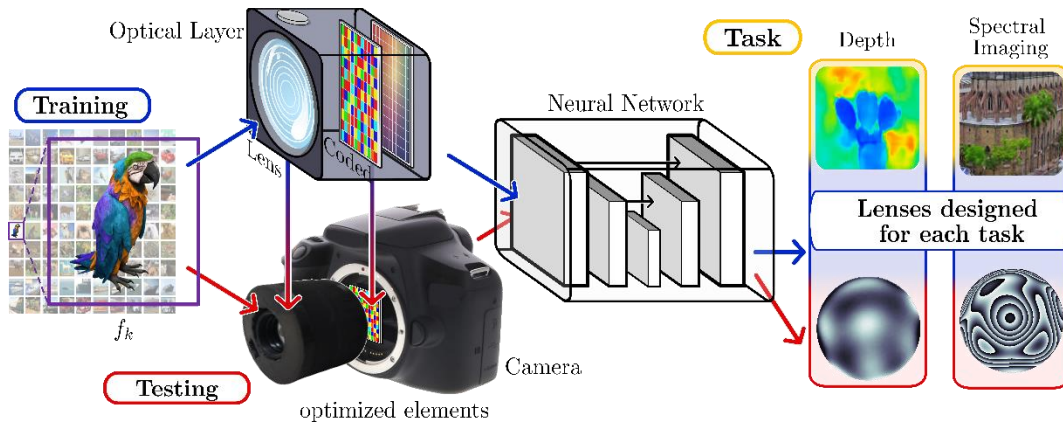 Optical Layer
Training
Lens
Coded
f_k
Testing
Camera
optimized elements
Neural Network
Task
Depth
Spectral
Imaging
Lenses designed
for each task